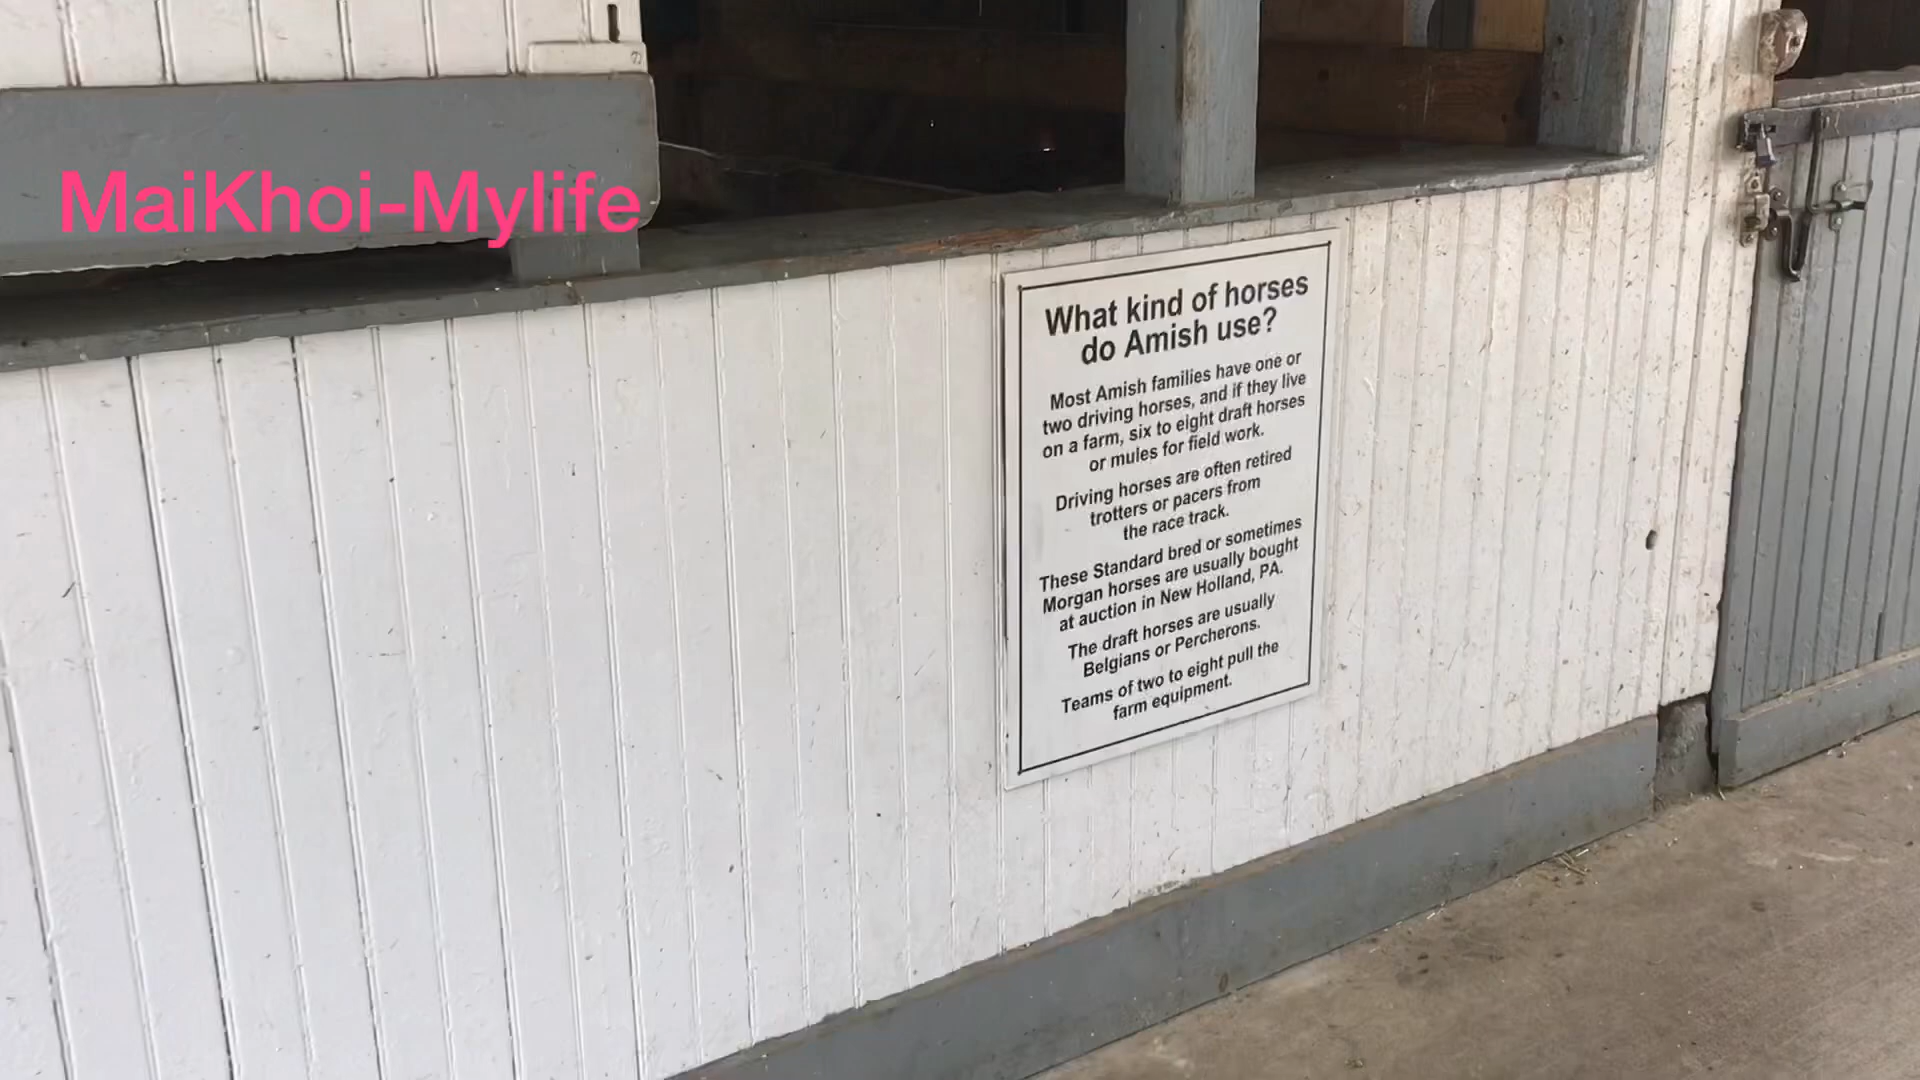 MaiKhoi-Mylife
What kind of horses
do Amish use?
Most Amish families have one or
two driving horses, and if they live
on a farm, six to eight draft horses
or mules for field work.
Driving horses are often retired
trotters or pacers from
the race track.
These Standard bred or sometimes
Morgan horses are usually bought
at auction in New Holland, PA.
The draft horses are usually
Belgians or Percherons.
Teams of two to eight pull the
farm equipment.